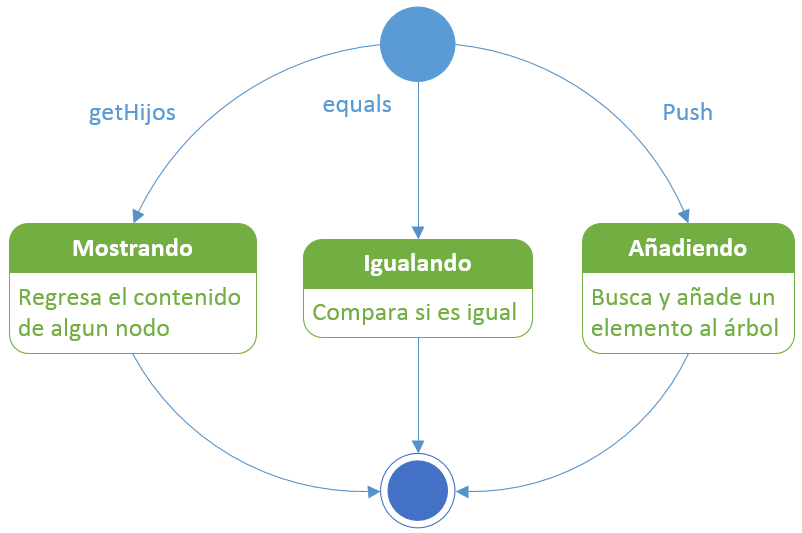 getHijos
equals
Push
Mostrando
Regresa el contenido
de algun nodo
Igualando
Compara si es igual
Añadiendo
Busca y añade un
elemento al árbol